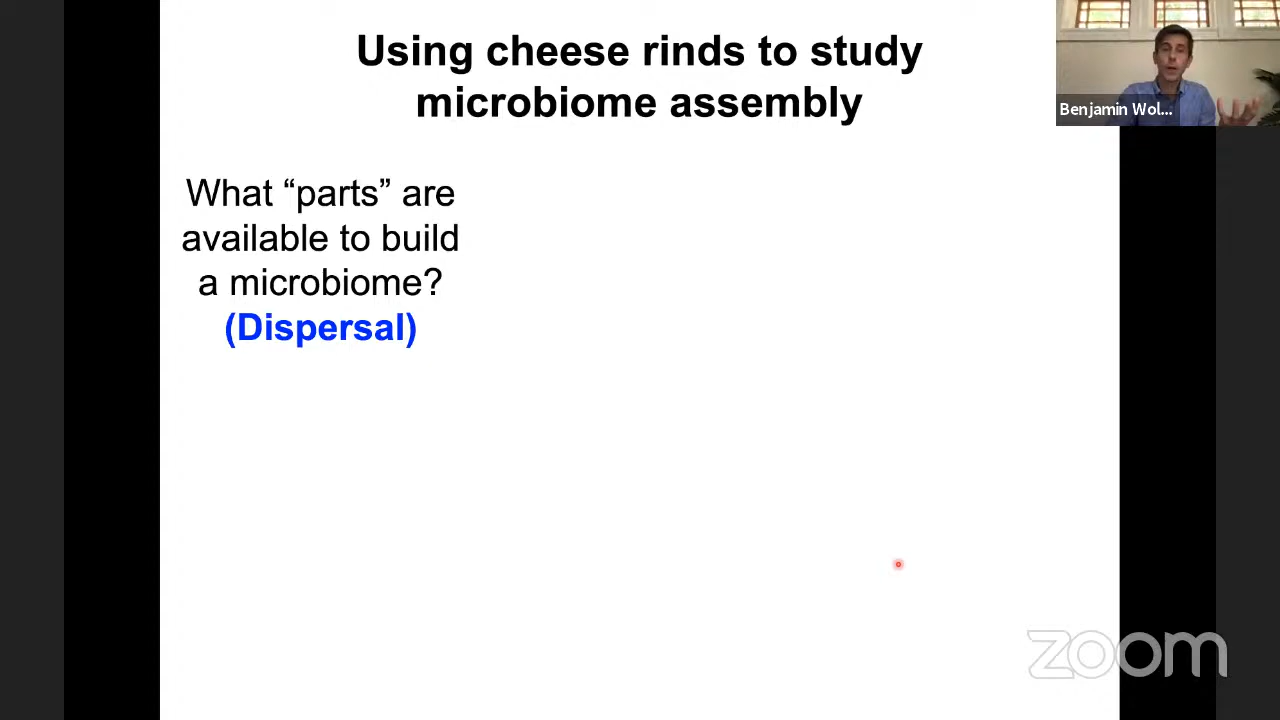 Using cheese rinds to study
microbiome assembly
Benjamin Wol...
What “parts” are
available to build
a microbiome?
(Dispersal)
zoom